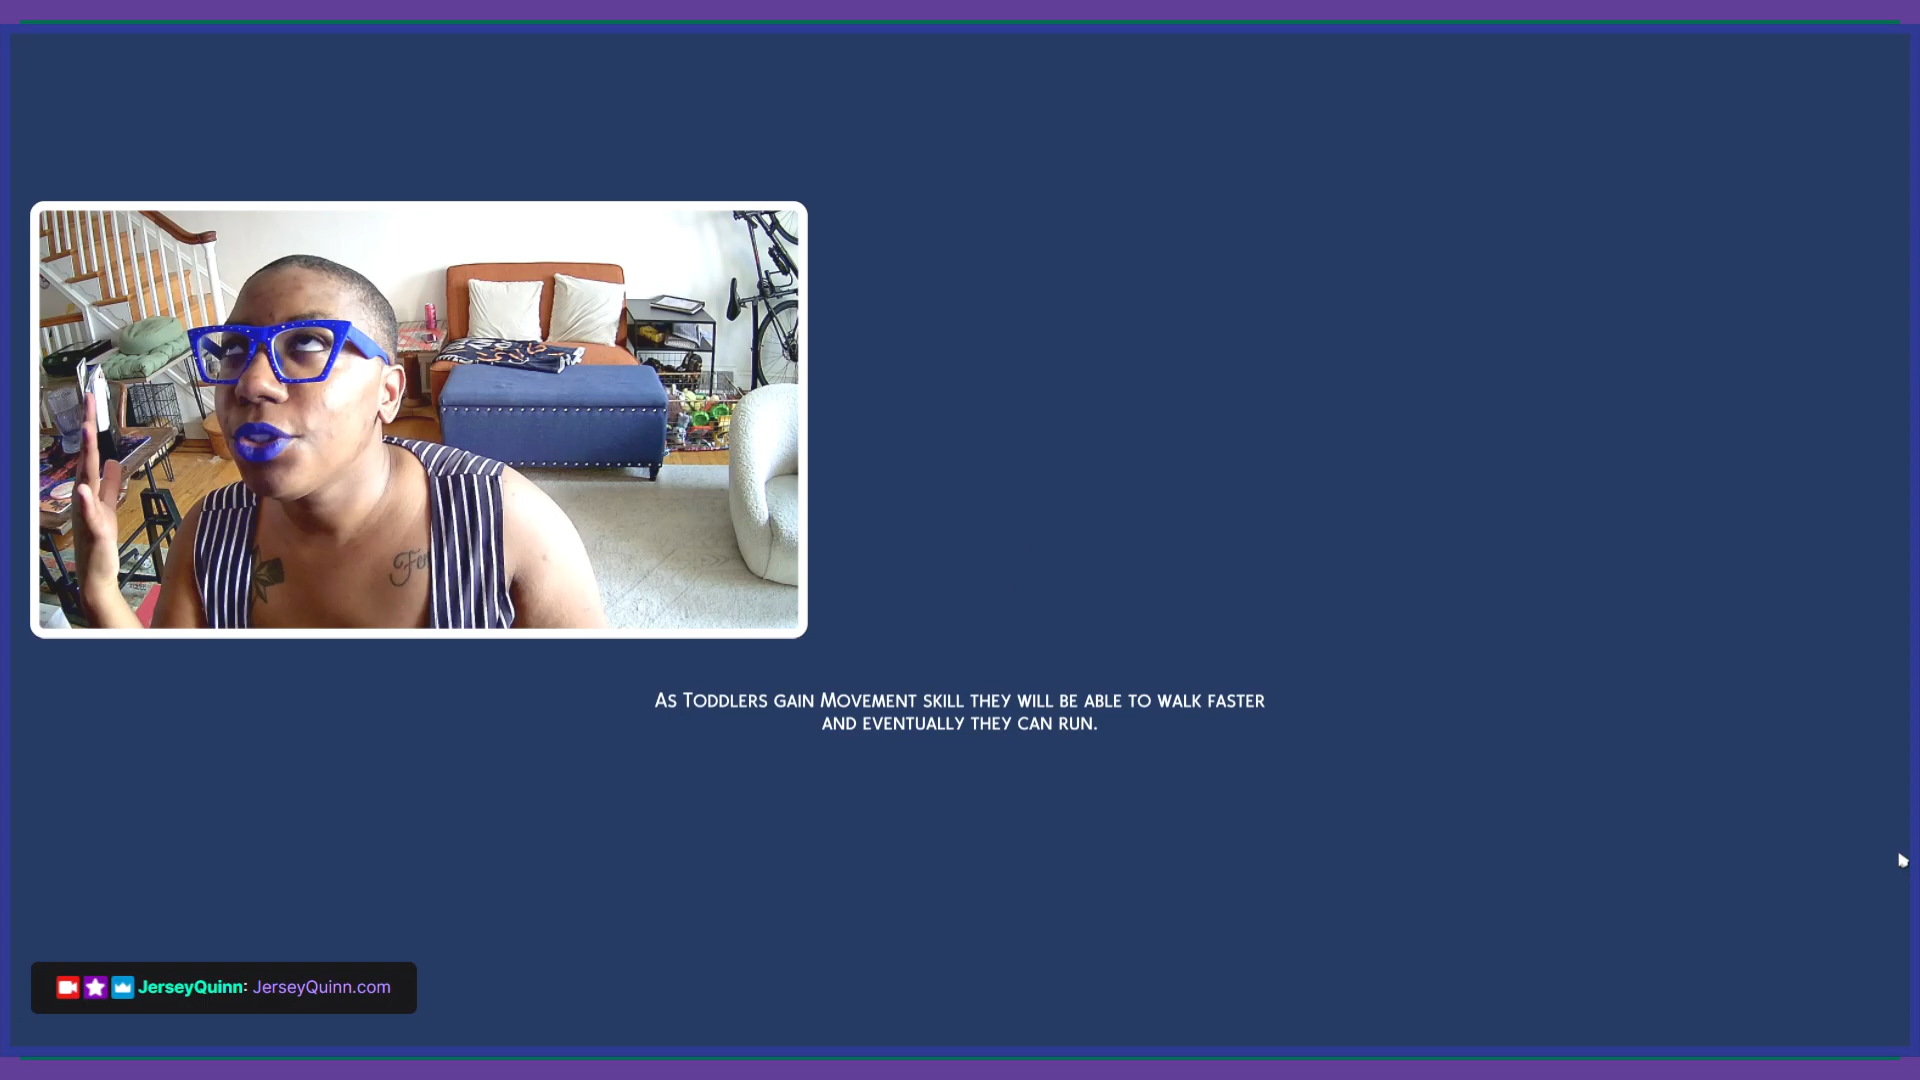 Fo
As Toddlers gain Movement skill they will be able to walk faster
and eventually they can run.
JerseyQuinn: JerseyQuinn.com